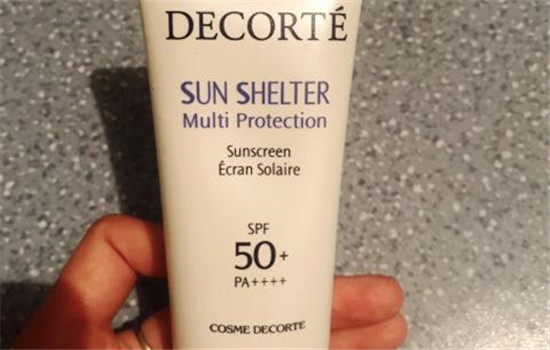 DECORTÉ
SUN SHELTER
Multi Protection
Sunscreen
Écran Solaire
SPF
50+
PA++++
COSME DECORTE